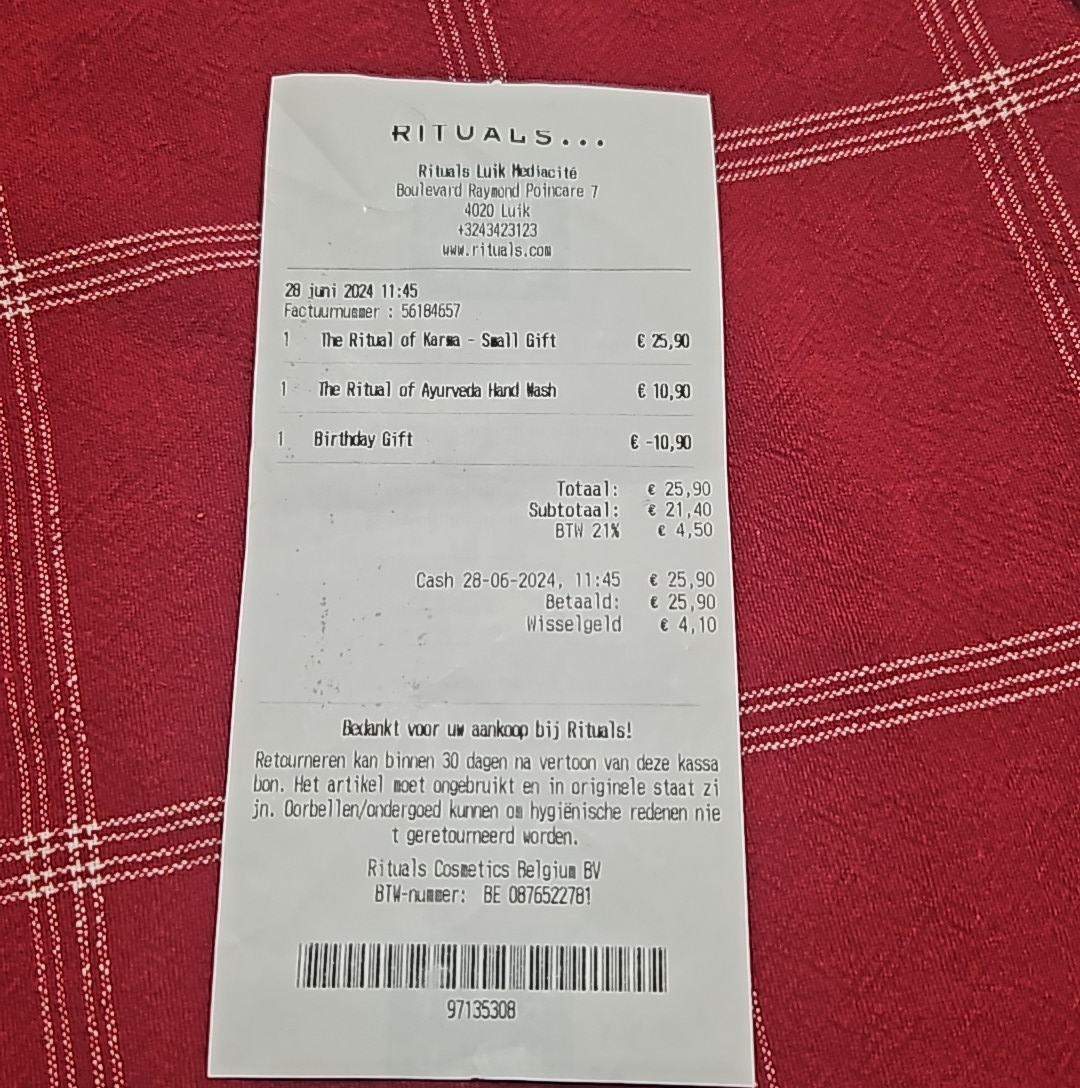 RITUALS...
Rituals Luik Mediacité
Boulevard Raymond Poincare 7
4020 Luik
+3243423123
www.rituals.com
28 juni 2024 11:45
Factuurnummer : 56184657
1 The Ritual of Karma - Small Gift € 25,90
1 The Ritual of Ayurveda Hand Wash € 10,90
1 Birthday Gift € -10,90
Totaal: € 25,90
Subtotaal: € 21,40
BTW 21% € 4,50
Cash 28-06-2024, 11:45 € 25,90
Betaald: € 25,90
Wisselgeld € 4,10
Bedankt voor uw aankoop bij Rituals!
Retourneren kan binnen 30 dagen na vertoon van deze kassa
bon. Het artikel moet ongebruikt en in originele staat zi
jn. Oorbellen/ondergoed kunnen om hygiënische redenen nie
t geretourneerd worden.
Rituals Cosmetics Belgium BV
BTW-nummer: BE 0876522781
97135308